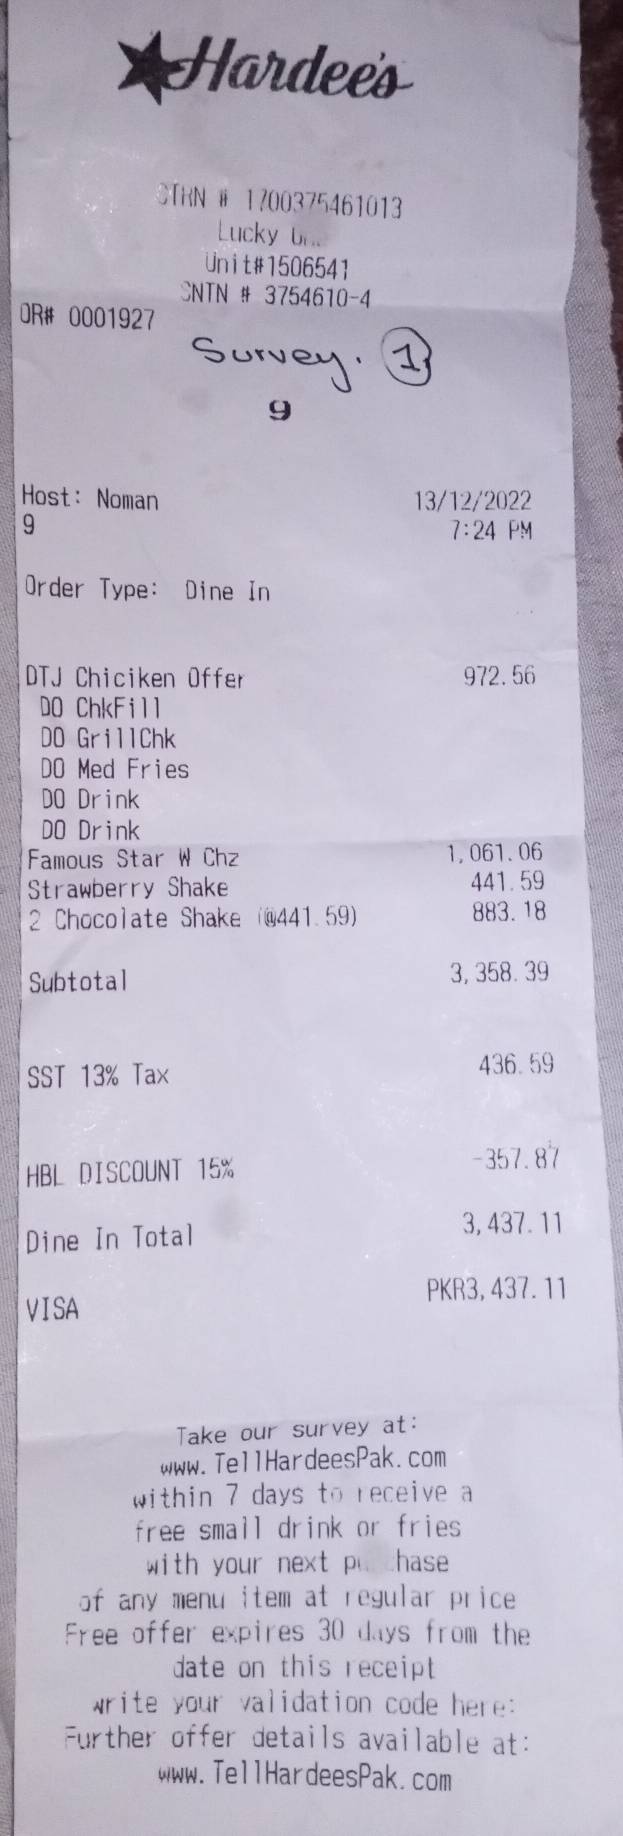 Hardee's
STRN # 1700375461013
Lucky
Unit#1506541
SNTN # 3754610-4
OR# 0001927
Survey. 1
9
Host: Noman 13/12/2022
9 7:24 PM
Order Type: Dine In
DTJ Chiciken Offer 972.56
DO ChkFill
DO GrillChk
DO Med Fries
DO Drink
DO Drink
Famous Star W Chz 1,061.06
Strawberry Shake 441.59
2 Chocolate Shake (@441.59) 883.18
Subtotal 3,358.39
SST 13% Tax 436.59
HBL DISCOUNT 15% -357.87
Dine In Total 3,437.11
VISA PKR3,437.11
Take our survey at:
www.TellHardeesPak.com
within 7 days to receive a
free small drink or fries
with your next
of any menu item at regular price
Free offer expires 30 days from the
date on this receipt
write your validation code here:
Further offer details available at:
www.TellHardeesPak.com